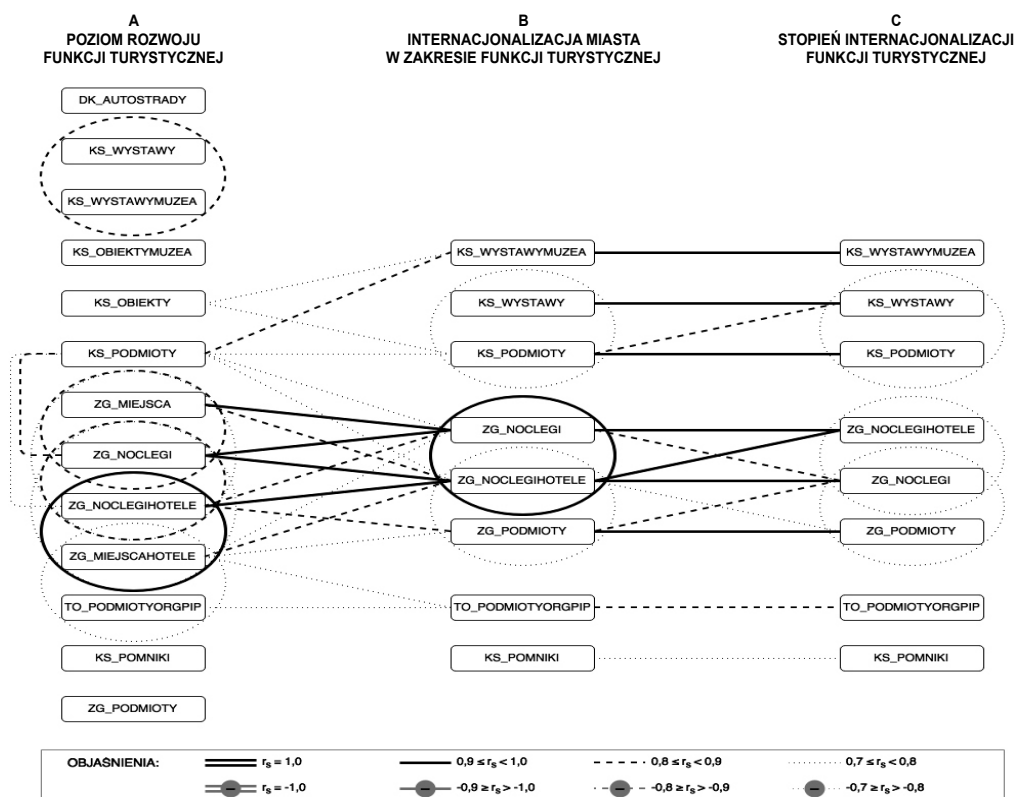 A
POZIOM ROZWOJU
FUNKCJI TURYSTYCZNEJ
B
INTERNACJONALIZACJA MIASTA
W ZAKRESIE FUNKCJI TURYSTYCZNEJ
C
STOPIEŃ INTERNACJONALIZACJI
FUNKCJI TURYSTYCZNEJ
DK_AUTOSTRADY
KS_WYSTAWY
KS_WYSTAWYMUZEA
KS_OBIEKTYMUZEA
KS_OBIEKTY
KS_PODMIOTY
ZG_MIEJSCA
ZG_NOCLEGI
ZG_NOCLEGIHOTELE
ZG_MIEJSCAHOTELE
TO_PODMIOTYORGPIP
KS_POMNIKI
ZG_PODMIOTY
KS_WYSTAWYMUZEA
KS_WYSTAWY
KS_PODMIOTY
ZG_NOCLEGI
ZG_NOCLEGIHOTELE
ZG_PODMIOTY
TO_PODMIOTYORGPIP
KS_POMNIKI
KS_WYSTAWYMUZEA
KS_WYSTAWY
KS_PODMIOTY
ZG_NOCLEGIHOTELE
ZG_NOCLEGI
ZG_PODMIOTY
TO_PODMIOTYORGPIP
KS_POMNIKI
OBJAŚNIENIA: rs = 1,0 0,9 ≤ rs < 1,0 0,8 ≤ rs < 0,9 0,7 ≤ rs < 0,8
rs = -1,0 -0,9 ≥ rs > -1,0 -0,8 ≥ rs > -0,9 -0,7 ≥ rs > -0,8